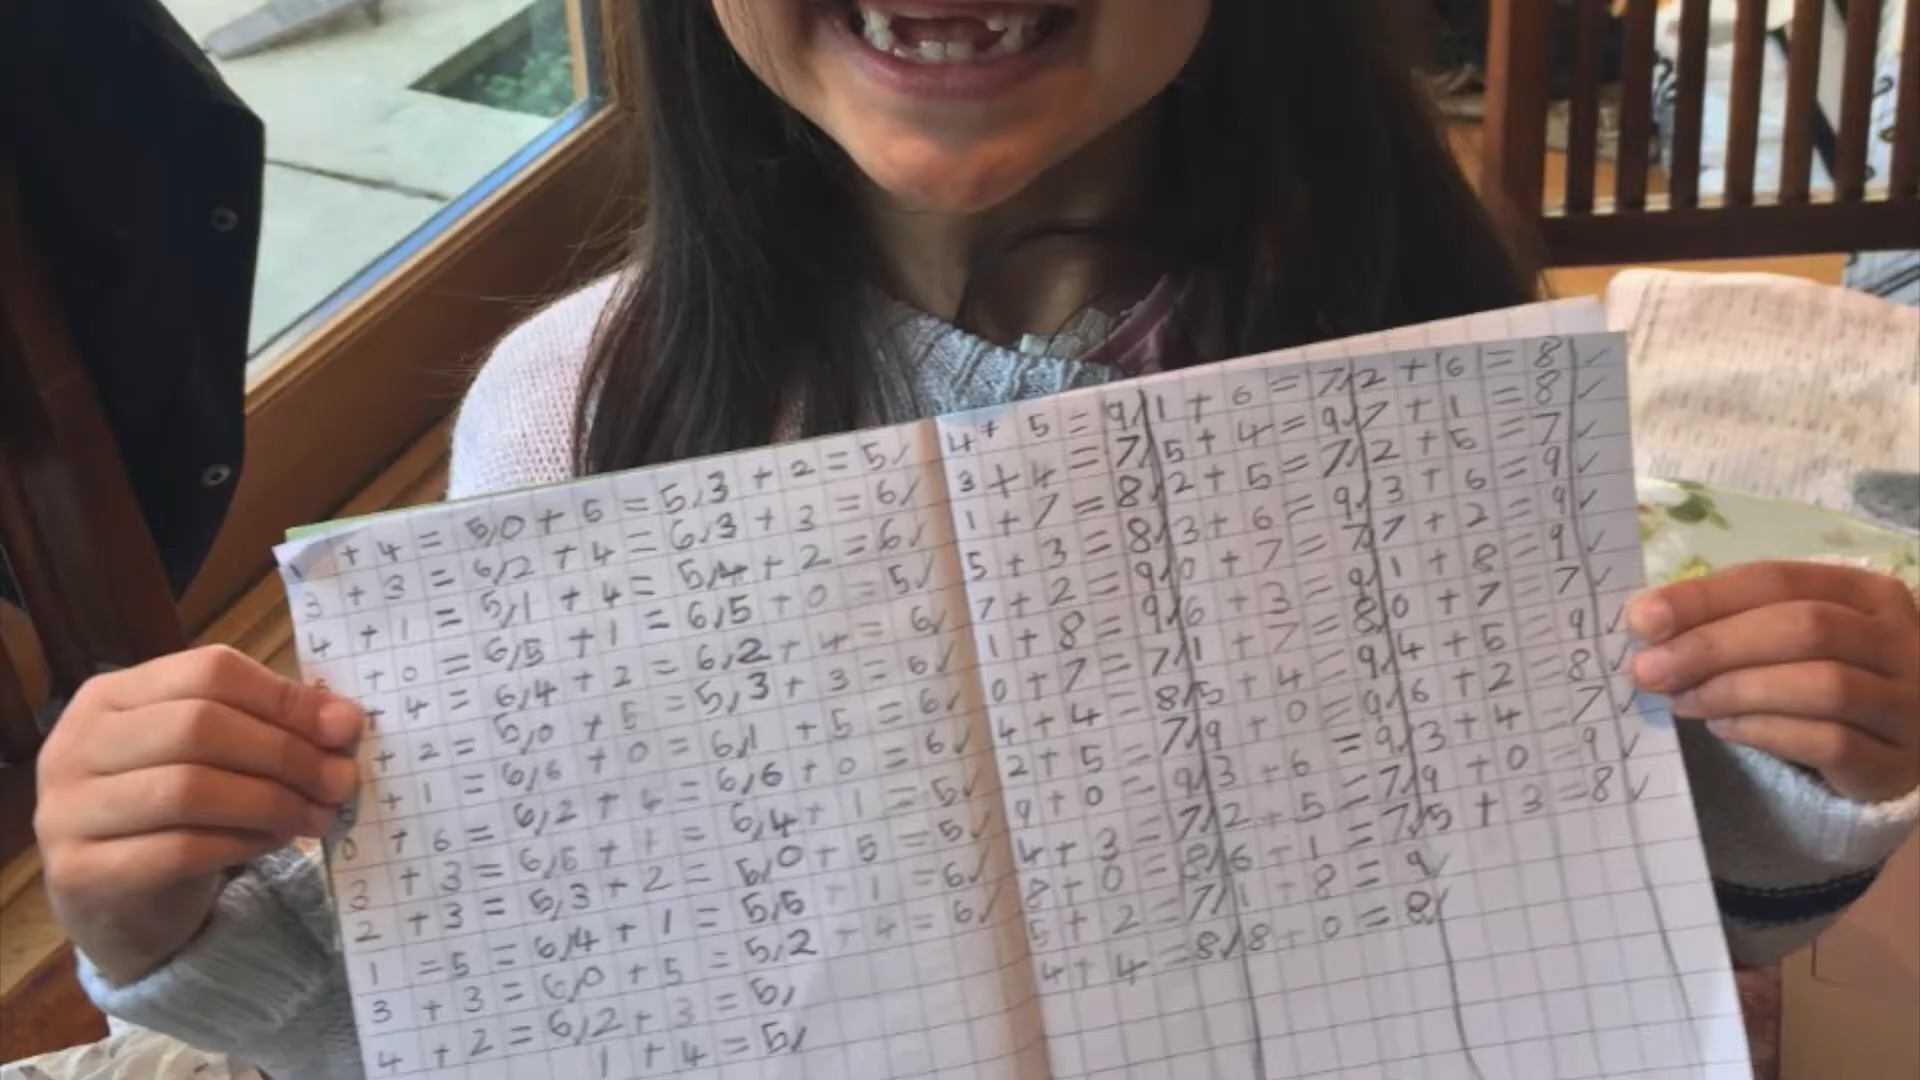 1 + 4 = 5, 0 + 5 = 5, 3 + 2 = 5
3 + 3 = 6, 2 + 4 = 6, 3 + 3 = 6
4 + 1 = 5, 1 + 4 = 5, 4 + 2 = 6
+ 0 = 6, 5 + 1 = 6, 5 + 0 = 5
+ 4 = 6, 4 + 2 = 6, 2 + 4 = 6
+ 2 = 5, 0 + 5 = 5, 3 + 3 = 6
+ 1 = 6, 6 + 0 = 6, 1 + 5 = 6
0 + 6 = 6, 2 + 4 = 6, 6 + 0 = 6
3 + 3 = 6, 5 + 1 = 6, 4 + 1 = 5
2 + 3 = 5, 3 + 2 = 5, 0 + 5 = 5
1 = 5 = 6, 4 + 1 = 5, 5 + 1 = 6
3 + 3 = 6, 0 + 5 = 5, 2 + 4 = 6
4 + 2 = 6, 2 + 3 = 5,
1 + 4 = 5
4 + 5 = 9, 1 + 6 = 7, 2 + 6 = 8 ✓
3 + 4 = 7, 5 + 4 = 9, 7 + 1 = 8 ✓
1 + 7 = 8, 2 + 5 = 7, 2 + 5 = 7 ✓
5 + 3 = 8, 3 + 6 = 9, 3 + 6 = 9 ✓
7 + 2 = 9, 0 + 7 = 7, 7 + 2 = 9 ✓
1 + 8 = 9, 6 + 3 = 9, 1 + 8 = 9 ✓
0 + 7 = 7, 1 + 7 = 8, 0 + 7 = 7 ✓
4 + 4 = 8, 5 + 4 = 9, 4 + 5 = 9 ✓
2 + 5 = 7, 9 + 0 = 9, 6 + 2 = 8 ✓
9 + 0 = 9, 3 + 6 = 9, 3 + 4 = 7 ✓
4 + 3 = 7, 2 + 5 = 7, 9 + 0 = 9 ✓
8 + 0 = 8, 6 + 1 = 7, 5 + 3 = 8 ✓
5 + 2 = 7, 1 + 8 = 9 ✓
4 + 4 = 8, 8 + 0 = 8 ✓